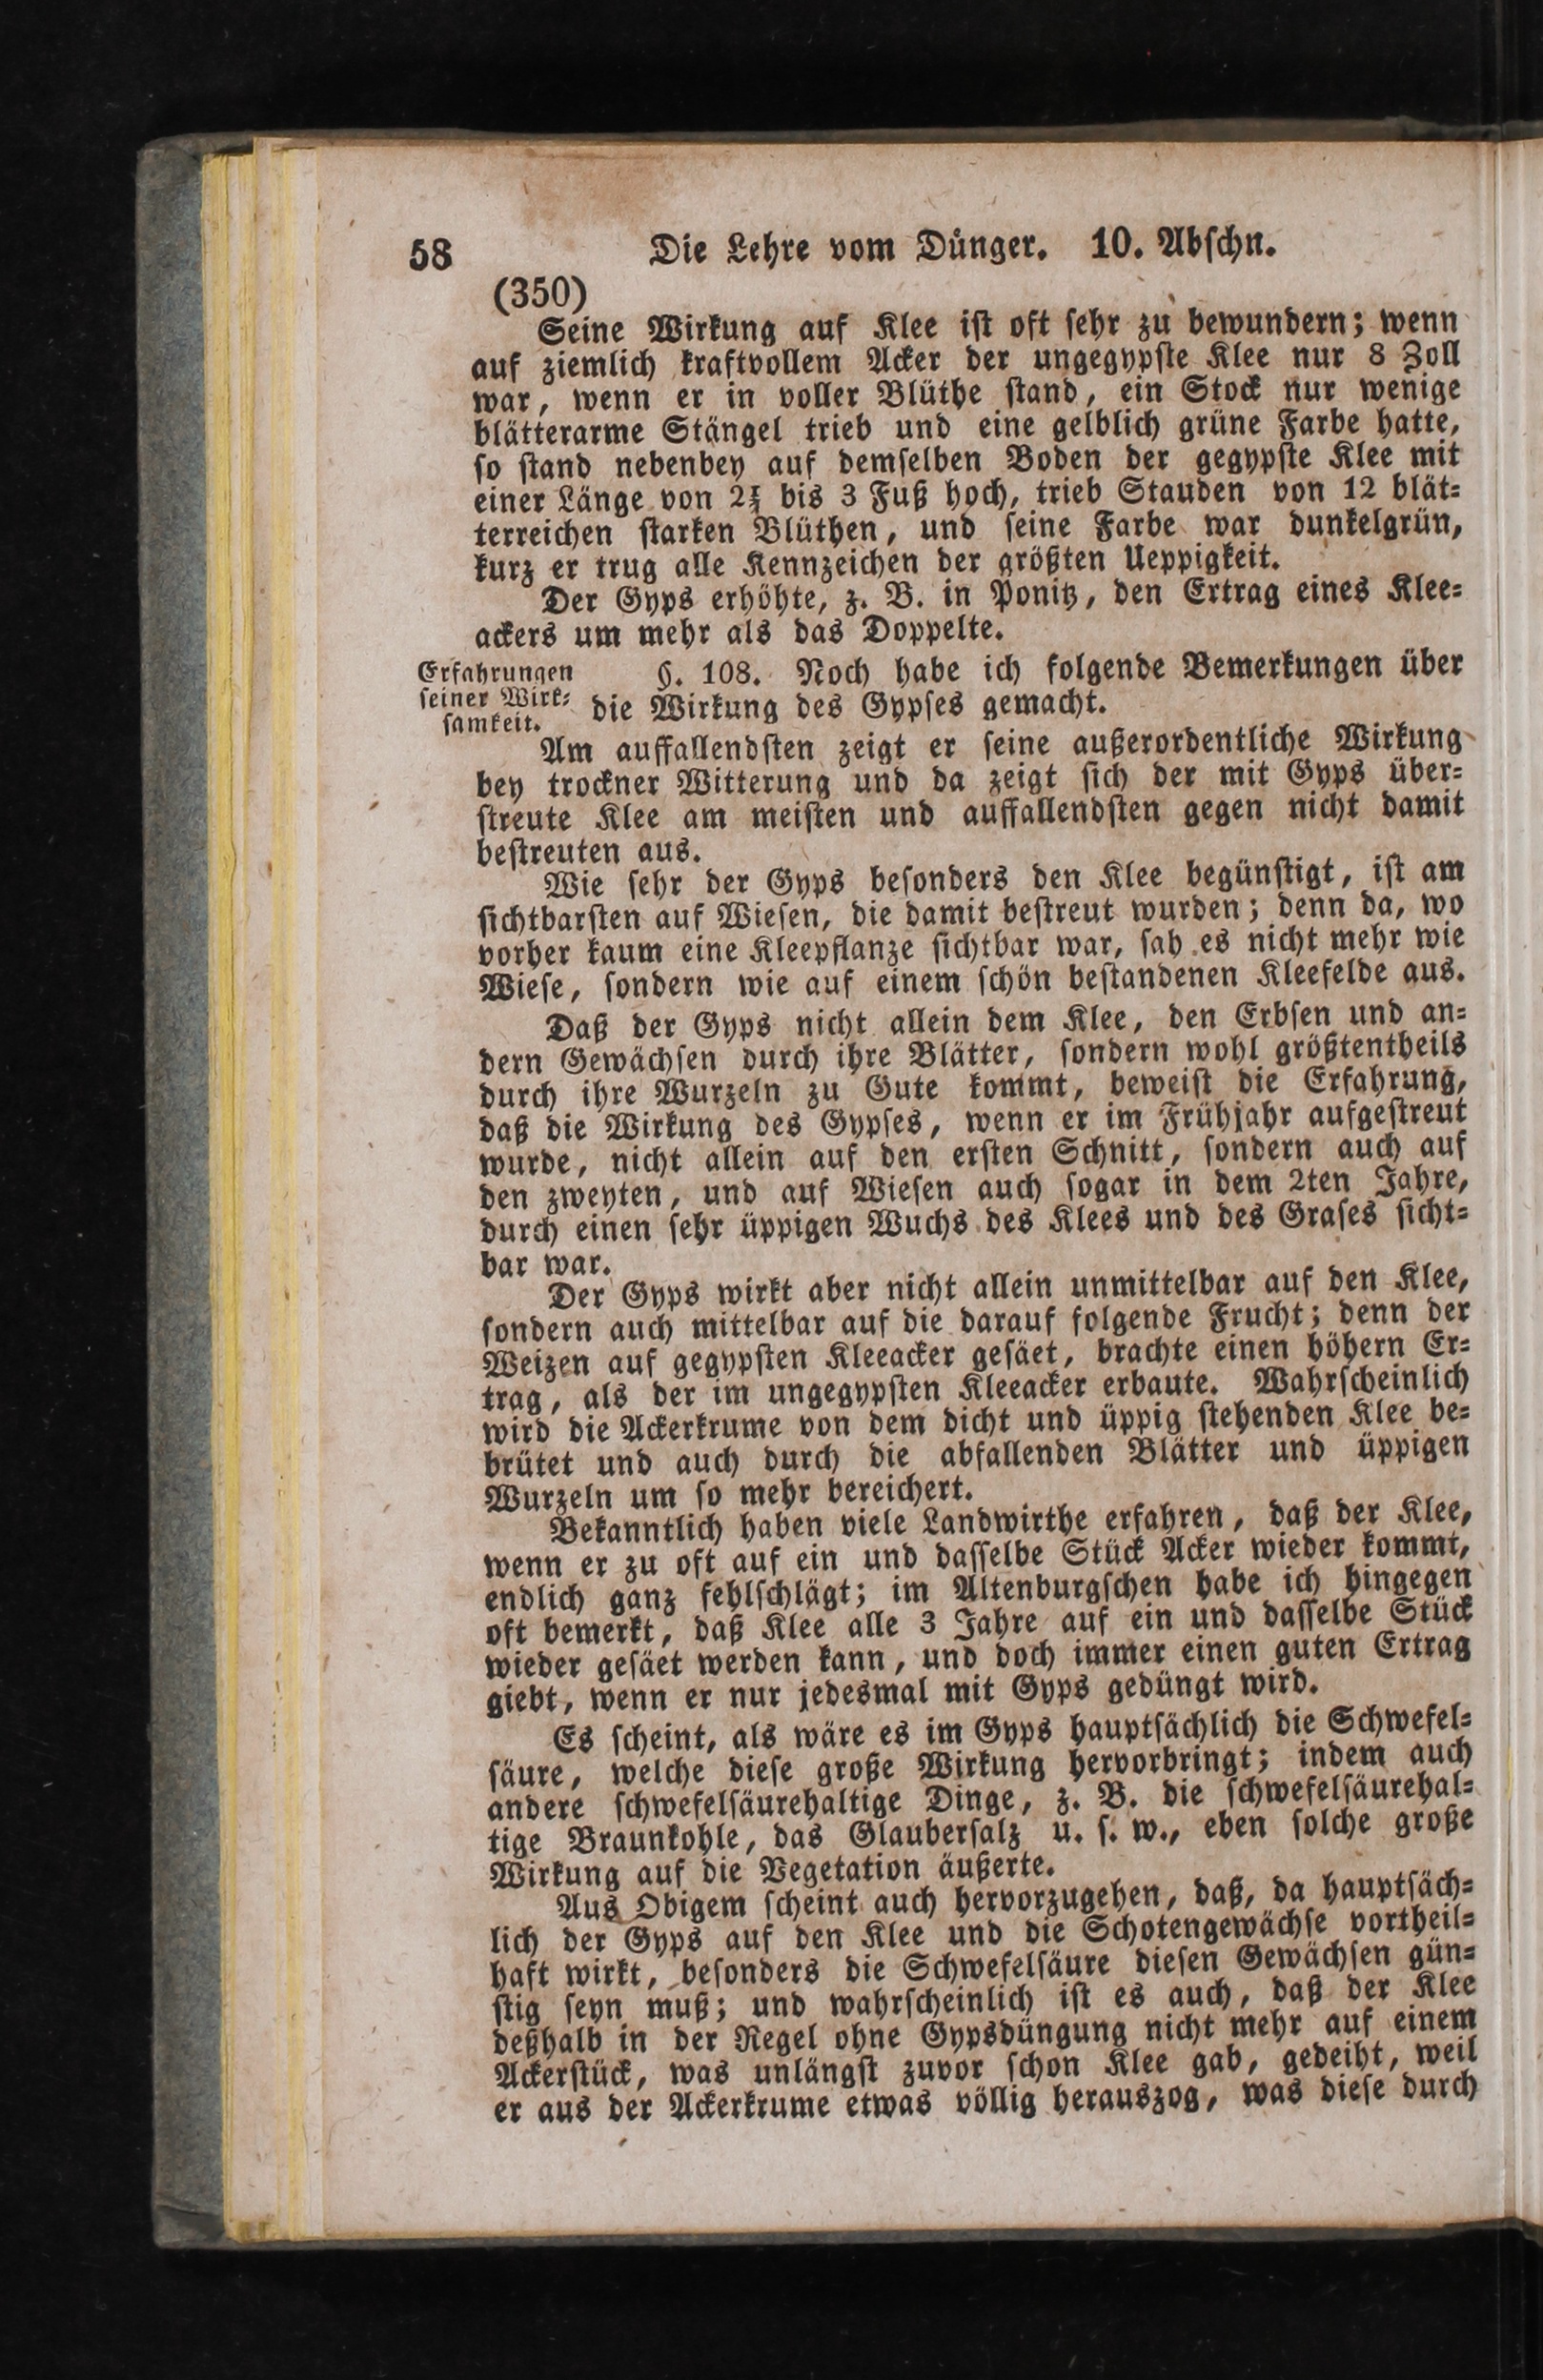 58 Die Lehre vom Dünger. 10. Abſchn.
(350)
Seine Wirkung auf Klee iſt oft ſehr zu bewundern; wenn
auf ziemlich kraftvollem Acker der ungegypſte Klee nur 8 Zoll
war, wenn er in voller Blüthe ſtand, ein Stock nur wenige
blätterarme Stängel trieb und eine gelblich grüne Farbe hatte,
ſo ſtand nebenbey auf demſelben Boden der gegypſte Klee mit
einer Länge von bis 3 Fuß hoch, trieb Stauden von 12 blät⸗
terreichen ſtarken Blüthen, und ſeine Farbe war dunkelgrün,
kurz er trug alle Kennzeichen der größten Ueppigkeit.
Der Gyps erhöhte, z. B. in Ponitz, den Ertrag eines Klee⸗
ackers um mehr als das Doppelte.
Erfahrungen
ſeiner Wirk⸗
ſamkeit.
§. 108. Noch habe ich folgende Bemerkungen über
die Wirkung des Gypſes gemacht.
Am auffallendſten zeigt er ſeine außerordentliche Wirkung
bey trockner Witterung und da zeigt ſich der mit Gyps über⸗
ſtreute Klee am meiſten und auffallendſten gegen nicht damit
beſtreuten aus.
Wie ſehr der Gyps beſonders den Klee begünſtigt, iſt am
ſichtbarſten auf Wieſen, die damit beſtreut wurden; denn da, wo
vorher kaum eine Kleepflanze ſichtbar war, ſah es nicht mehr wie
Wieſe, ſondern wie auf einem ſchön beſtandenen Kleefelde aus.
Daß der Gyps nicht allein dem Klee, den Erbſen und an⸗
dern Gewächſen durch ihre Blätter, ſondern wohl größtentheils
durch ihre Wurzeln zu Gute kommt, beweiſt die Erfahrung,
daß die Wirkung des Gypſes, wenn er im Frühjahr aufgeſtreut
wurde, nicht allein auf den erſten Schnitt, ſondern auch auf
den zweyten, und auf Wieſen auch ſogar in dem 2ten Jahre,
durch einen ſehr üppigen Wuchs des Klees und des Graſes ſicht⸗
bar war.
Der Gyps wirkt aber nicht allein unmittelbar auf den Klee,
ſondern auch mittelbar auf die darauf folgende Frucht; denn der
Weizen auf gegypſten Kleeacker geſäet, brachte einen höhern Er⸗
trag, als der im ungegypſten Kleeacker erbaute. Wahrſcheinlich
wird die Ackerkrume von dem dicht und üppig ſtehenden Klee be⸗
brütet und auch durch die abfallenden Blätter und üppigen
Wurzeln um ſo mehr bereichert.
Bekanntlich haben viele Landwirthe erfahren, daß der Klee,
wenn er zu oft auf ein und daſſelbe Stück Acker wieder kommt,
endlich ganz fehlſchlägt; im Altenburgſchen habe ich hingegen
oft bemerkt, daß Klee alle 3 Jahre auf ein und daſſelbe Stück
wieder geſäet werden kann, und doch immer einen guten Ertrag
giebt, wenn er nur jedesmal mit Gyps gedüngt wird.
Es ſcheint, als wäre es im Gyps hauptſächlich die Schwefel⸗
ſäure, welche dieſe große Wirkung hervorbringt; indem auch
andere ſchwefelſäurehaltige Dinge, z. B. die ſchwefelſäurehal⸗
tige Braunkohle, das Glauberſalz u. ſ. w., eben ſolche große
Wirkung auf die Vegetation äußerte.
Aus Obigem ſcheint auch hervorzugehen, daß, da hauptſäch⸗
lich der Gyps auf den Klee und die Schotengewächſe vortheil⸗
haft wirkt, beſonders die Schwefelſäure dieſen Gewächſen gün⸗
ſtig ſeyn muß; und wahrſcheinlich iſt es auch, daß der Klee
deßhalb in der Regel ohne Gypsdüngung nicht mehr auf einem
Ackerſtück, was unlängſt zuvor ſchon Klee gab, gedeiht, weil
er aus der Ackerkrume etwas völlig herauszog, was dieſe durch